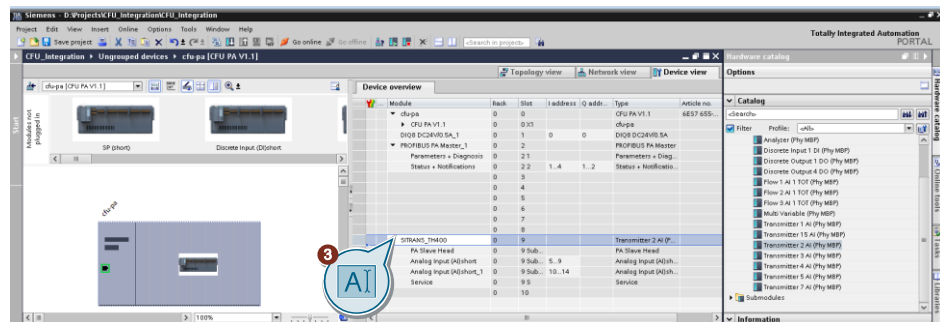 Siemens - D:\Projects\CFU_Integration\CFU_Integration
Project Edit View Insert Online Options Tools Window Help
Totally Integrated Automation
PORTAL
Save project
Go online
Go offline
<Search in project>
CFU_Integration ▸ Ungrouped devices ▸ cfu-pa [CFU PA V1.1]
Hardware catalog
Topology view
Network view
Device view
Options
cfu-pa [CFU PA V1.1]
Device overview
Module Rack Slot I address Q addr... Type Article no.
cfu-pa 0 0 CFU PA V1.1 6ES7 655-...
CFU PA V1.1 0 0 X1 cfu-pa
DIQ8 DC24V/0.5A_1 0 1 0 0 DIQ8 DC24V/0.5A
PROFIBUS PA Master_1 0 2 PROFIBUS PA Master
Parameters + Diagnosis 0 2 1 Parameters + Diag...
Status + Notifications 0 2 2 1...4 1...2 Status + Notificatio...
0 3
0 4
0 5
0 6
0 7
0 8
SITRANS_TH400 0 9 Transmitter 2 AI (P...
PA Slave Head 0 9 Sub... PA Slave Head
Analog Input (AI)short 0 9 Sub... 5...9 Analog Input (AI)sh...
Analog Input (AI)short_1 0 9 Sub... 10...14 Analog Input (AI)sh...
Service 0 9 S Service
0 10
Modules not
plugged in
SP (short)
Discrete Input (DI)short
cfu-pa
Start
3
AI
100%
Catalog
<Search>
Filter Profile: <All>
Analyzer (Phy MBP)
Discrete Input 1 DI (Phy MBP)
Discrete Output 1 DO (Phy MBP)
Discrete Output 4 DO (Phy MBP)
Flow 1 AI 1 TOT (Phy MBP)
Flow 2 AI 1 TOT (Phy MBP)
Flow 3 AI 1 TOT (Phy MBP)
Multi Variable (Phy MBP)
Transmitter 1 AI (Phy MBP)
Transmitter 15 AI (Phy MBP)
Transmitter 2 AI (Phy MBP)
Transmitter 3 AI (Phy MBP)
Transmitter 4 AI (Phy MBP)
Transmitter 5 AI (Phy MBP)
Transmitter 7 AI (Phy MBP)
Submodules
Information
Hardware catalog
Online tools
Tasks
Libraries